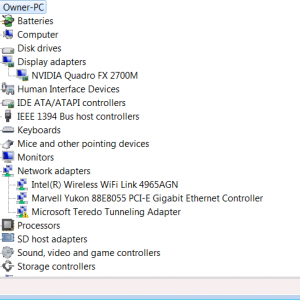 Owner-PC
Batteries
Computer
Disk drives
Display adapters
NVIDIA Quadro FX 2700M
Human Interface Devices
IDE ATA/ATAPI controllers
IEEE 1394 Bus host controllers
Keyboards
Mice and other pointing devices
Monitors
Network adapters
Intel(R) Wireless WiFi Link 4965AGN
Marvell Yukon 88E8055 PCI-E Gigabit Ethernet Controller
Microsoft Teredo Tunneling Adapter
Processors
SD host adapters
Sound, video and game controllers
Storage controllers